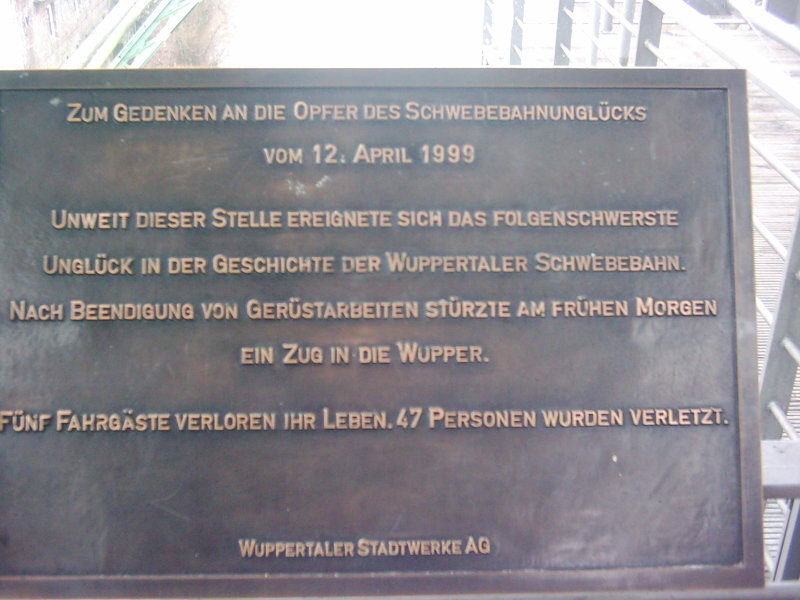 Zum Gedenken an die Opfer des Schwebebahnunglücks
vom 12. April 1999
Unweit dieser Stelle ereignete sich das folgenschwerste
Unglück in der Geschichte der Wuppertaler Schwebebahn.
Nach Beendigung von Gerüstarbeiten stürzte am frühen Morgen
ein Zug in die Wupper.
Fünf Fahrgäste verloren ihr Leben. 47 Personen wurden verletzt.
Wuppertaler Stadtwerke AG